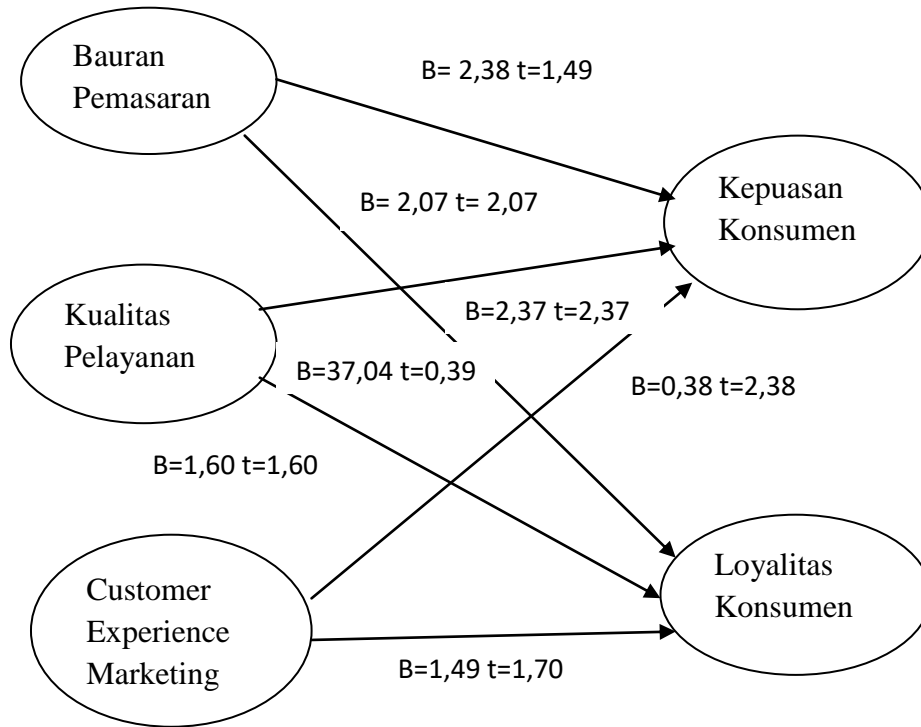 Bauran
Pemasaran
B= 2,38 t=1,49
B= 2,07 t= 2,07
Kepuasan
Konsumen
Kualitas
Pelayanan
B=2,37 t=2,37
B=37,04 t=0,39
B=0,38 t=2,38
B=1,60 t=1,60
Customer
Experience
Marketing
Loyalitas
Konsumen
B=1,49 t=1,70